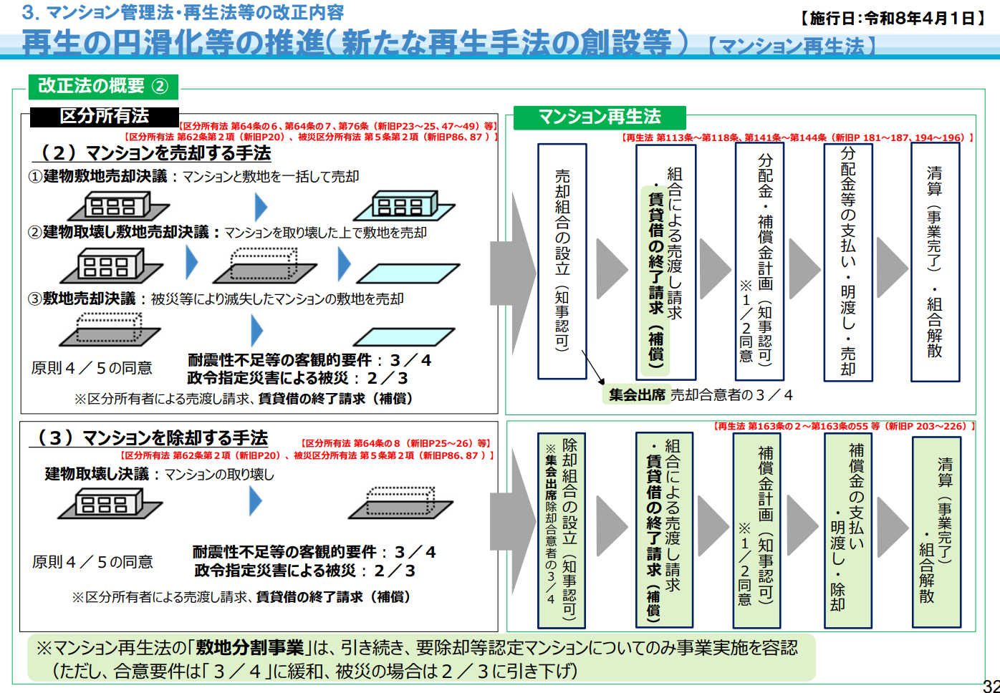 3．マンション管理法・再生法等の改正内容
【施行日：令和8年4月1日】
再生の円滑化等の推進（新たな再生手法の創設等）【マンション再生法】
改正法の概要 ②
区分所有法
【区分所有法 第64条の６、第64条の７、第76条（新旧P23～25、47～49）等】
【区分所有法 第62条第２項（新旧P20）、被災区分所有法 第５条第２項（新旧P86、87 ）】
（２）マンションを売却する手法
①建物敷地売却決議：マンションと敷地を一括して売却
②建物取壊し敷地売却決議：マンションを取り壊した上で敷地を売却
③敷地売却決議：被災等により滅失したマンションの敷地を売却
原則４／５の同意
耐震性不足等の客観的要件：３／４
政令指定災害による被災：２／３
※区分所有者による売渡し請求、賃貸借の終了請求（補償）
マンション再生法
【再生法 第113条～第118条、第141条～第144条（新旧P 181～187、194～196）】
売却組合の設立（知事認可）
組合による売渡し請求
・賃貸借の終了請求（補償）
分配金・補償金計画（知事認可）
※１／２同意
分配金等の支払い・明渡し・売却
清算（事業完了）・組合解散
集会出席 売却合意者の３／４
（３）マンションを除却する手法
【区分所有法 第64条の８（新旧P25～26）等】
【区分所有法 第62条第２項（新旧P20）、被災区分所有法 第５条第２項（新旧P86、87 ）】
建物取壊し決議：マンションの取り壊し
原則４／５の同意
耐震性不足等の客観的要件：３／４
政令指定災害による被災：２／３
※区分所有者による売渡し請求、賃貸借の終了請求（補償）
【再生法 第163条の２～第163条の55 等（新旧P 203～226）】
除却組合の設立（知事認可）
※集会出席除却合意者の３／４
組合による売渡し請求
・賃貸借の終了請求（補償）
補償金計画（知事認可）
※１／２同意
補償金の支払い
・明渡し・除却
清算（事業完了）
・組合解散
※マンション再生法の「敷地分割事業」は、引き続き、要除却等認定マンションについてのみ事業実施を容認
（ただし、合意要件は「３／４」に緩和、被災の場合は２／３に引き下げ）
32